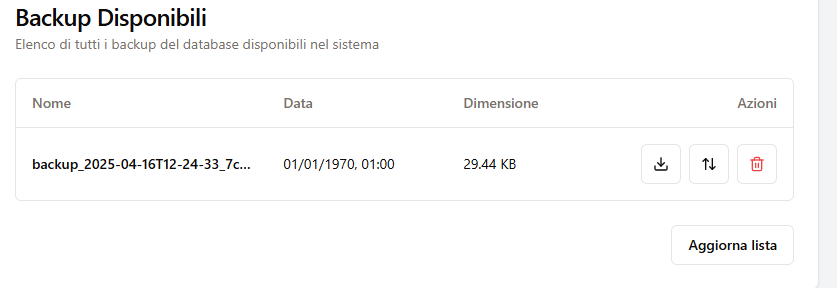 Backup Disponibili
Elenco di tutti i backup del database disponibili nel sistema
Nome Data Dimensione Azioni
backup_2025-04-16T12-24-33_7c... 01/01/1970, 01:00 29.44 KB
Aggiorna lista